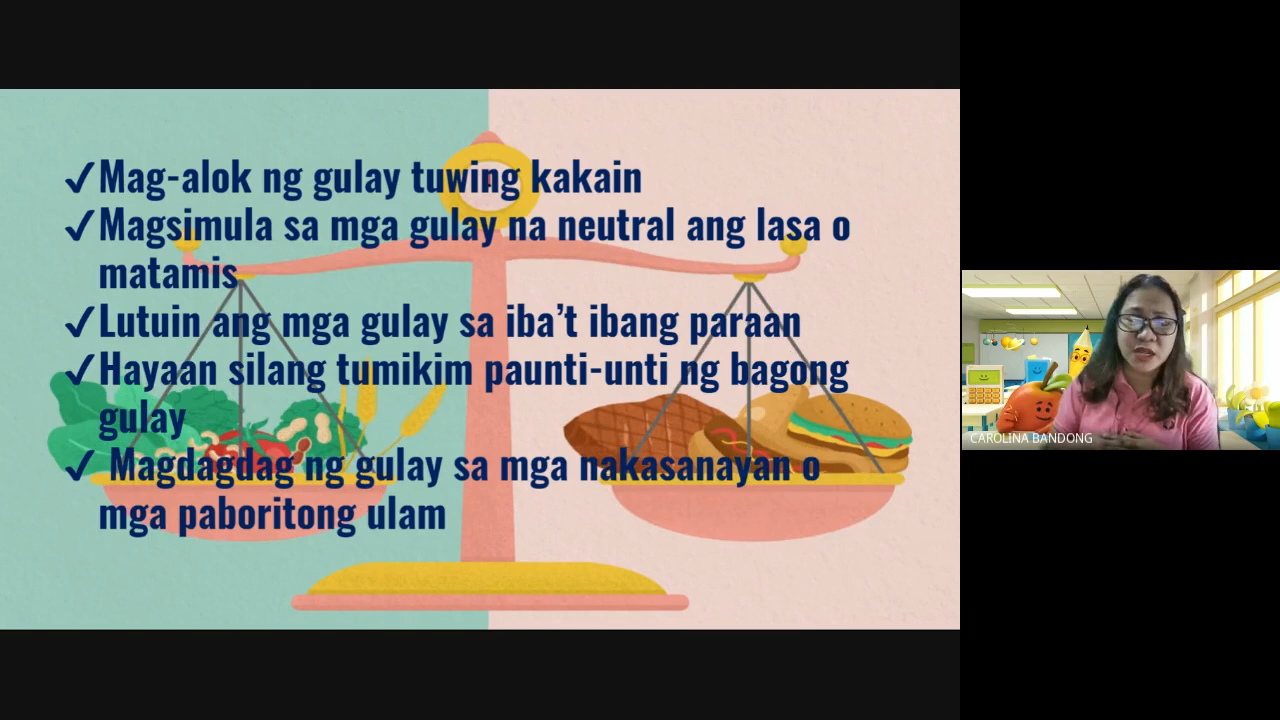 ✓Mag-alok ng gulay tuwing kakain
✓Magsimula sa mga gulay na neutral ang lasa o
matamis
✓Lutuin ang mga gulay sa iba’t ibang paraan
✓Hayaan silang tumikim paunti-unti ng bagong
gulay
✓ Magdagdag ng gulay sa mga nakasanayan o
mga paboritong ulam
CAROLINA BANDONG